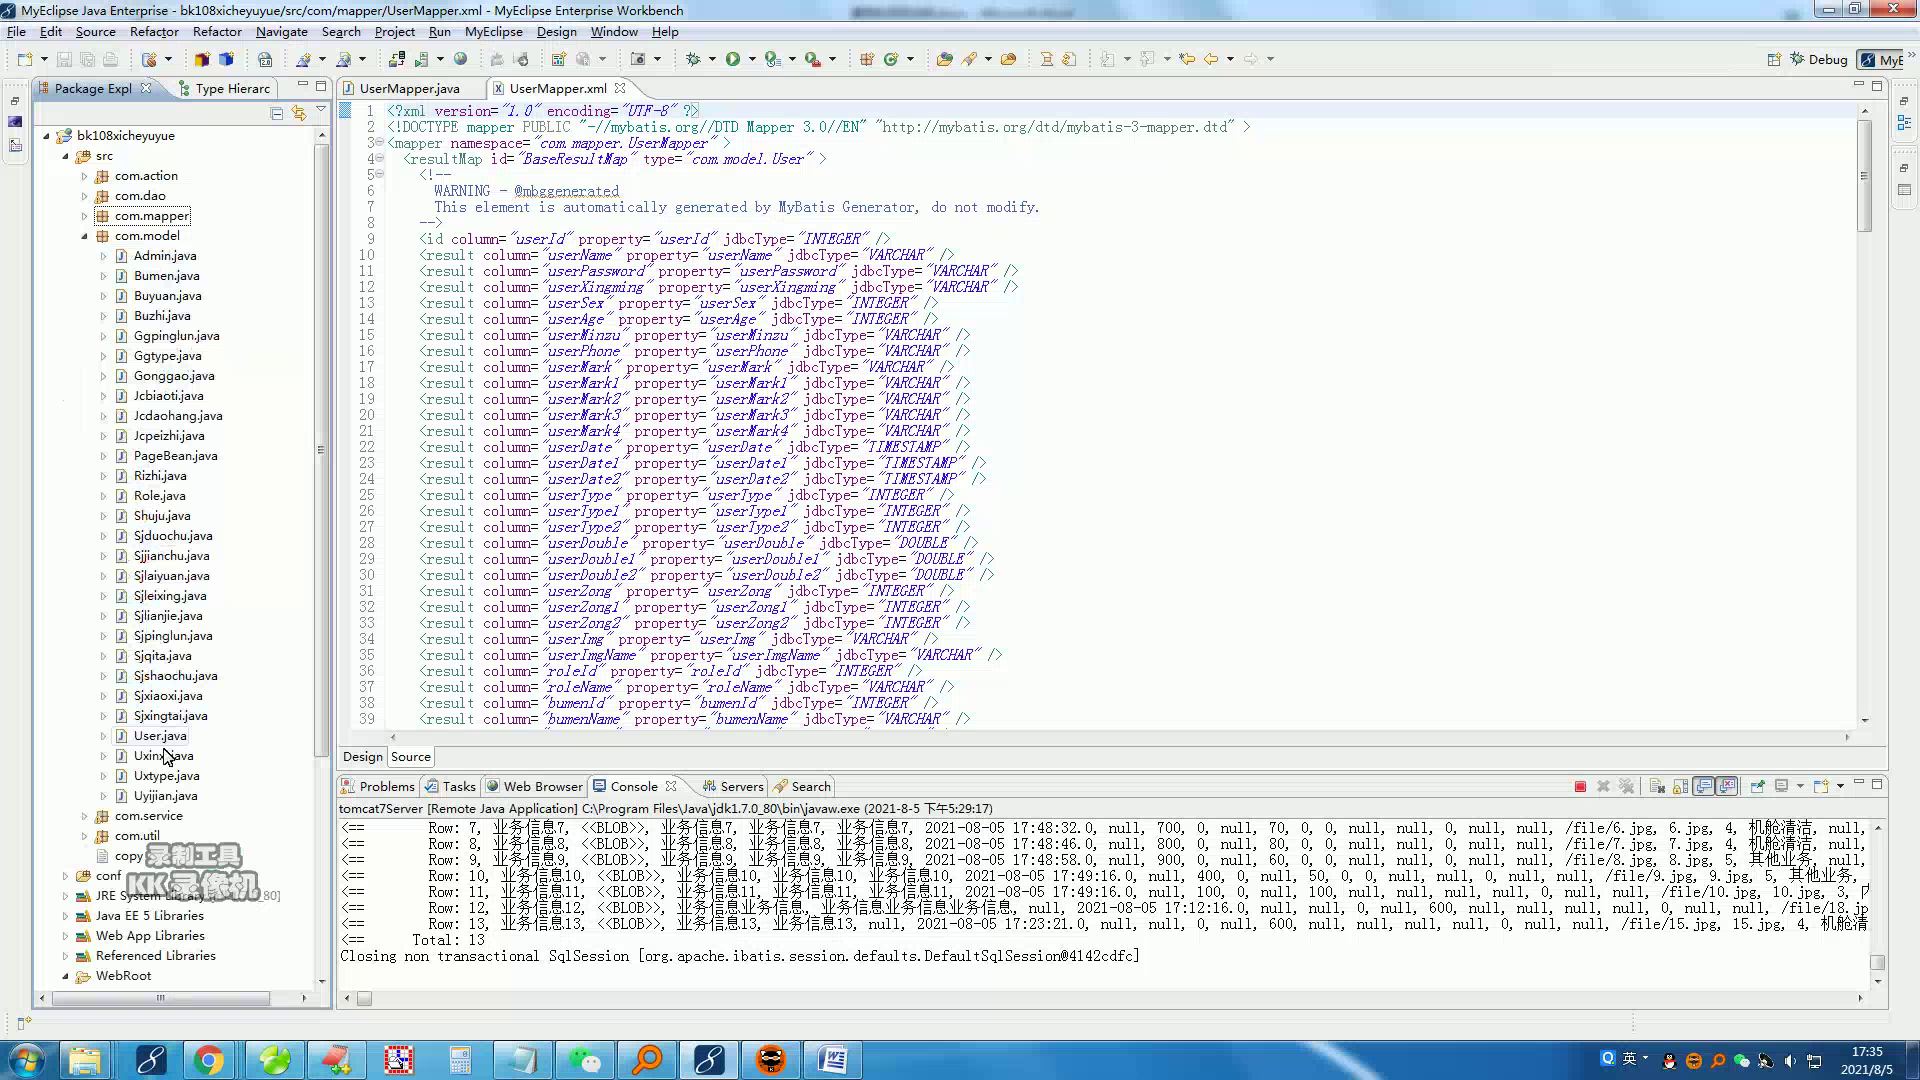 MyEclipse Java Enterprise - bk108xicheyuyue/src/com/mapper/UserMapper.xml - MyEclipse Enterprise Workbench
File Edit Source Refactor Refactor Navigate Search Project Run MyEclipse Design Window Help
Debug
MyE
Package Expl
Type Hierarc
bk108xicheyuyue
src
com.action
com.dao
com.mapper
com.model
Admin.java
Bumen.java
Buyuan.java
Buzhi.java
Ggpinglun.java
Ggtype.java
Gonggao.java
Jcbiaoti.java
Jcdaohang.java
Jcpeizhi.java
PageBean.java
Rizhi.java
Role.java
Shuju.java
Sjduochu.java
Sjjianchu.java
Sjlaiyuan.java
Sjleixing.java
Sjlianjie.java
Sjpinglun.java
Sjqita.java
Sjshaochu.java
Sjxiaoxi.java
Sjxingtai.java
User.java
Uxinx.java
Uxtype.java
Uyijian.java
com.service
com.util
copy
录制工具
KK录像机
conf
JRE System Library _80]
Java EE 5 Libraries
Web App Libraries
Referenced Libraries
WebRoot
UserMapper.java
UserMapper.xml
1 <?xml version="1.0" encoding="UTF-8" ?>
2 <!DOCTYPE mapper PUBLIC "-//mybatis.org//DTD Mapper 3.0//EN" "http://mybatis.org/dtd/mybatis-3-mapper.dtd" >
3 <mapper namespace="com.mapper.UserMapper" >
4 <resultMap id="BaseResultMap" type="com.model.User" >
5 <!--
6 WARNING - @mbggenerated
7 This element is automatically generated by MyBatis Generator, do not modify.
8 -->
9 <id column="userId" property="userId" jdbcType="INTEGER" />
10 <result column="userName" property="userName" jdbcType="VARCHAR" />
11 <result column="userPassword" property="userPassword" jdbcType="VARCHAR" />
12 <result column="userXingming" property="userXingming" jdbcType="VARCHAR" />
13 <result column="userSex" property="userSex" jdbcType="INTEGER" />
14 <result column="userAge" property="userAge" jdbcType="INTEGER" />
15 <result column="userMinzu" property="userMinzu" jdbcType="VARCHAR" />
16 <result column="userPhone" property="userPhone" jdbcType="VARCHAR" />
17 <result column="userMark" property="userMark" jdbcType="VARCHAR" />
18 <result column="userMark1" property="userMark1" jdbcType="VARCHAR" />
19 <result column="userMark2" property="userMark2" jdbcType="VARCHAR" />
20 <result column="userMark3" property="userMark3" jdbcType="VARCHAR" />
21 <result column="userMark4" property="userMark4" jdbcType="VARCHAR" />
22 <result column="userDate" property="userDate" jdbcType="TIMESTAMP" />
23 <result column="userDate1" property="userDate1" jdbcType="TIMESTAMP" />
24 <result column="userDate2" property="userDate2" jdbcType="TIMESTAMP" />
25 <result column="userType" property="userType" jdbcType="INTEGER" />
26 <result column="userType1" property="userType1" jdbcType="INTEGER" />
27 <result column="userType2" property="userType2" jdbcType="INTEGER" />
28 <result column="userDouble" property="userDouble" jdbcType="DOUBLE" />
29 <result column="userDouble1" property="userDouble1" jdbcType="DOUBLE" />
30 <result column="userDouble2" property="userDouble2" jdbcType="DOUBLE" />
31 <result column="userZong" property="userZong" jdbcType="INTEGER" />
32 <result column="userZong1" property="userZong1" jdbcType="INTEGER" />
33 <result column="userZong2" property="userZong2" jdbcType="INTEGER" />
34 <result column="userImg" property="userImg" jdbcType="VARCHAR" />
35 <result column="userImgName" property="userImgName" jdbcType="VARCHAR" />
36 <result column="roleId" property="roleId" jdbcType="INTEGER" />
37 <result column="roleName" property="roleName" jdbcType="VARCHAR" />
38 <result column="bumenId" property="bumenId" jdbcType="INTEGER" />
39 <result column="bumenName" property="bumenName" jdbcType="VARCHAR" />
Design Source
Problems Tasks Web Browser Console Servers Search
tomcat7Server [Remote Java Application] C:\Program Files\Java\jdk1.7.0_80\bin\javaw.exe (2021-8-5 下午5:29:17)
<== Row: 7, 业务信息7, <<BLOB>>, 业务信息7, 业务信息7, 业务信息7, 2021-08-05 17:48:32.0, null, 700, 0, null, 70, 0, 0, null, null, 0, null, /file/6.jpg, 6.jpg, 4, 机舱清洁, null,
<== Row: 8, 业务信息8, <<BLOB>>, 业务信息8, 业务信息8, 业务信息8, 2021-08-05 17:48:46.0, null, 800, 0, null, 80, 0, 0, null, null, 0, null, /file/7.jpg, 7.jpg, 4, 机舱清洁, null,
<== Row: 9, 业务信息9, <<BLOB>>, 业务信息9, 业务信息9, 业务信息9, 2021-08-05 17:48:58.0, null, 900, 0, null, 60, 0, 0, null, null, 0, null, /file/8.jpg, 8.jpg, 5, 其他业务, null,
<== Row: 10, 业务信息10, <<BLOB>>, 业务信息10, 业务信息10, 业务信息10, 2021-08-05 17:49:16.0, null, 400, 0, null, 50, 0, 0, null, null, 0, null, /file/9.jpg, 9.jpg, 5, 其他业务,
<== Row: 11, 业务信息11, <<BLOB>>, 业务信息11, 业务信息11, 业务信息11, 2021-08-05 17:49:16.0, null, 100, 0, null, 100, null, null, null, null, 0, null, /file/10.jpg, 10.jpg, 3,
<== Row: 12, 业务信息12, <<BLOB>>, 业务信息业务信息, 业务信息业务信息业务信息, null, 2021-08-05 17:12:16.0, null, null, 0, null, 600, null, null, null, null, 0, null, /file/18.jp
<== Row: 13, 业务信息13, <<BLOB>>, 业务信息13, 业务信息13, null, 2021-08-05 17:23:21.0, null, null, 0, null, 600, null, null, null, null, 0, null, /file/15.jpg, 15.jpg, 4, 机舱清
<== Total: 13
Closing non transactional SqlSession [org.apache.ibatis.session.defaults.DefaultSqlSession@4142cdfc]
英
17:35
2021/8/5